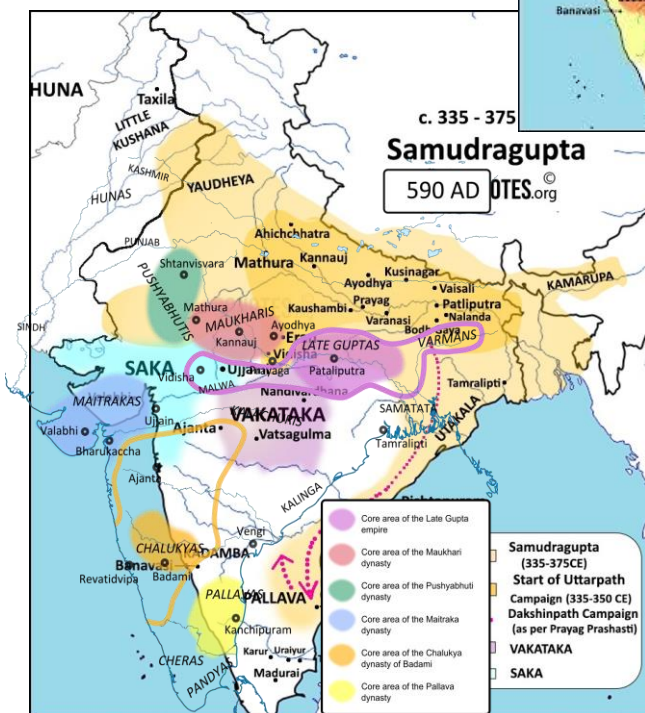 Banavasi
HUNA
Taxila
LITTLE
KUSHANA
c. 335 - 375
Samudragupta
590 AD
OTES.org
©
KASHMIR
YAUDHEYA
HUNAS
Ahichchhatra
PUNJAB
Mathura
Kannauj
Kusinagar
Shtanvisvara
Ayodhya
Vaisali
KAMARUPA
PUSHYABHUTIS
Prayag
Patliputra
Kaushambi
Nalanda
Mathura
MAUKHARIS
Varanasi
SINDH
Ayodhya
Kannauj
LATE GUPTAS
VARMANS
SAKA
Vidisha
Pataliputra
MALWA
Tamralipti
MAITRAKAS
VAKATAKA
SAMATATA
UTAKALA
Ujjain
Ajanta
Valabhi
Vatsagulma
Tamralipti
Bharukaccha
Ajanta
KALINGA
Vengi
CHALUKYAS
Revatidvipa
Badami
PALLAVAS
PALLAVA
Kanchipuram
CHERAS
Karur
Uraiyur
PANDYAS
Madurai
Core area of the Late Gupta
empire
Core area of the Maukhari
dynasty
Core area of the Pushyabhuti
dynasty
Core area of the Maitraka
dynasty
Core area of the Chalukya
dynasty of Badami
Core area of the Pallava
dynasty
Samudragupta
(335-375CE)
Start of Uttarpath
Campaign (335-350 CE)
Dakshinpath Campaign
(as per Prayag Prashasti)
VAKATAKA
SAKA